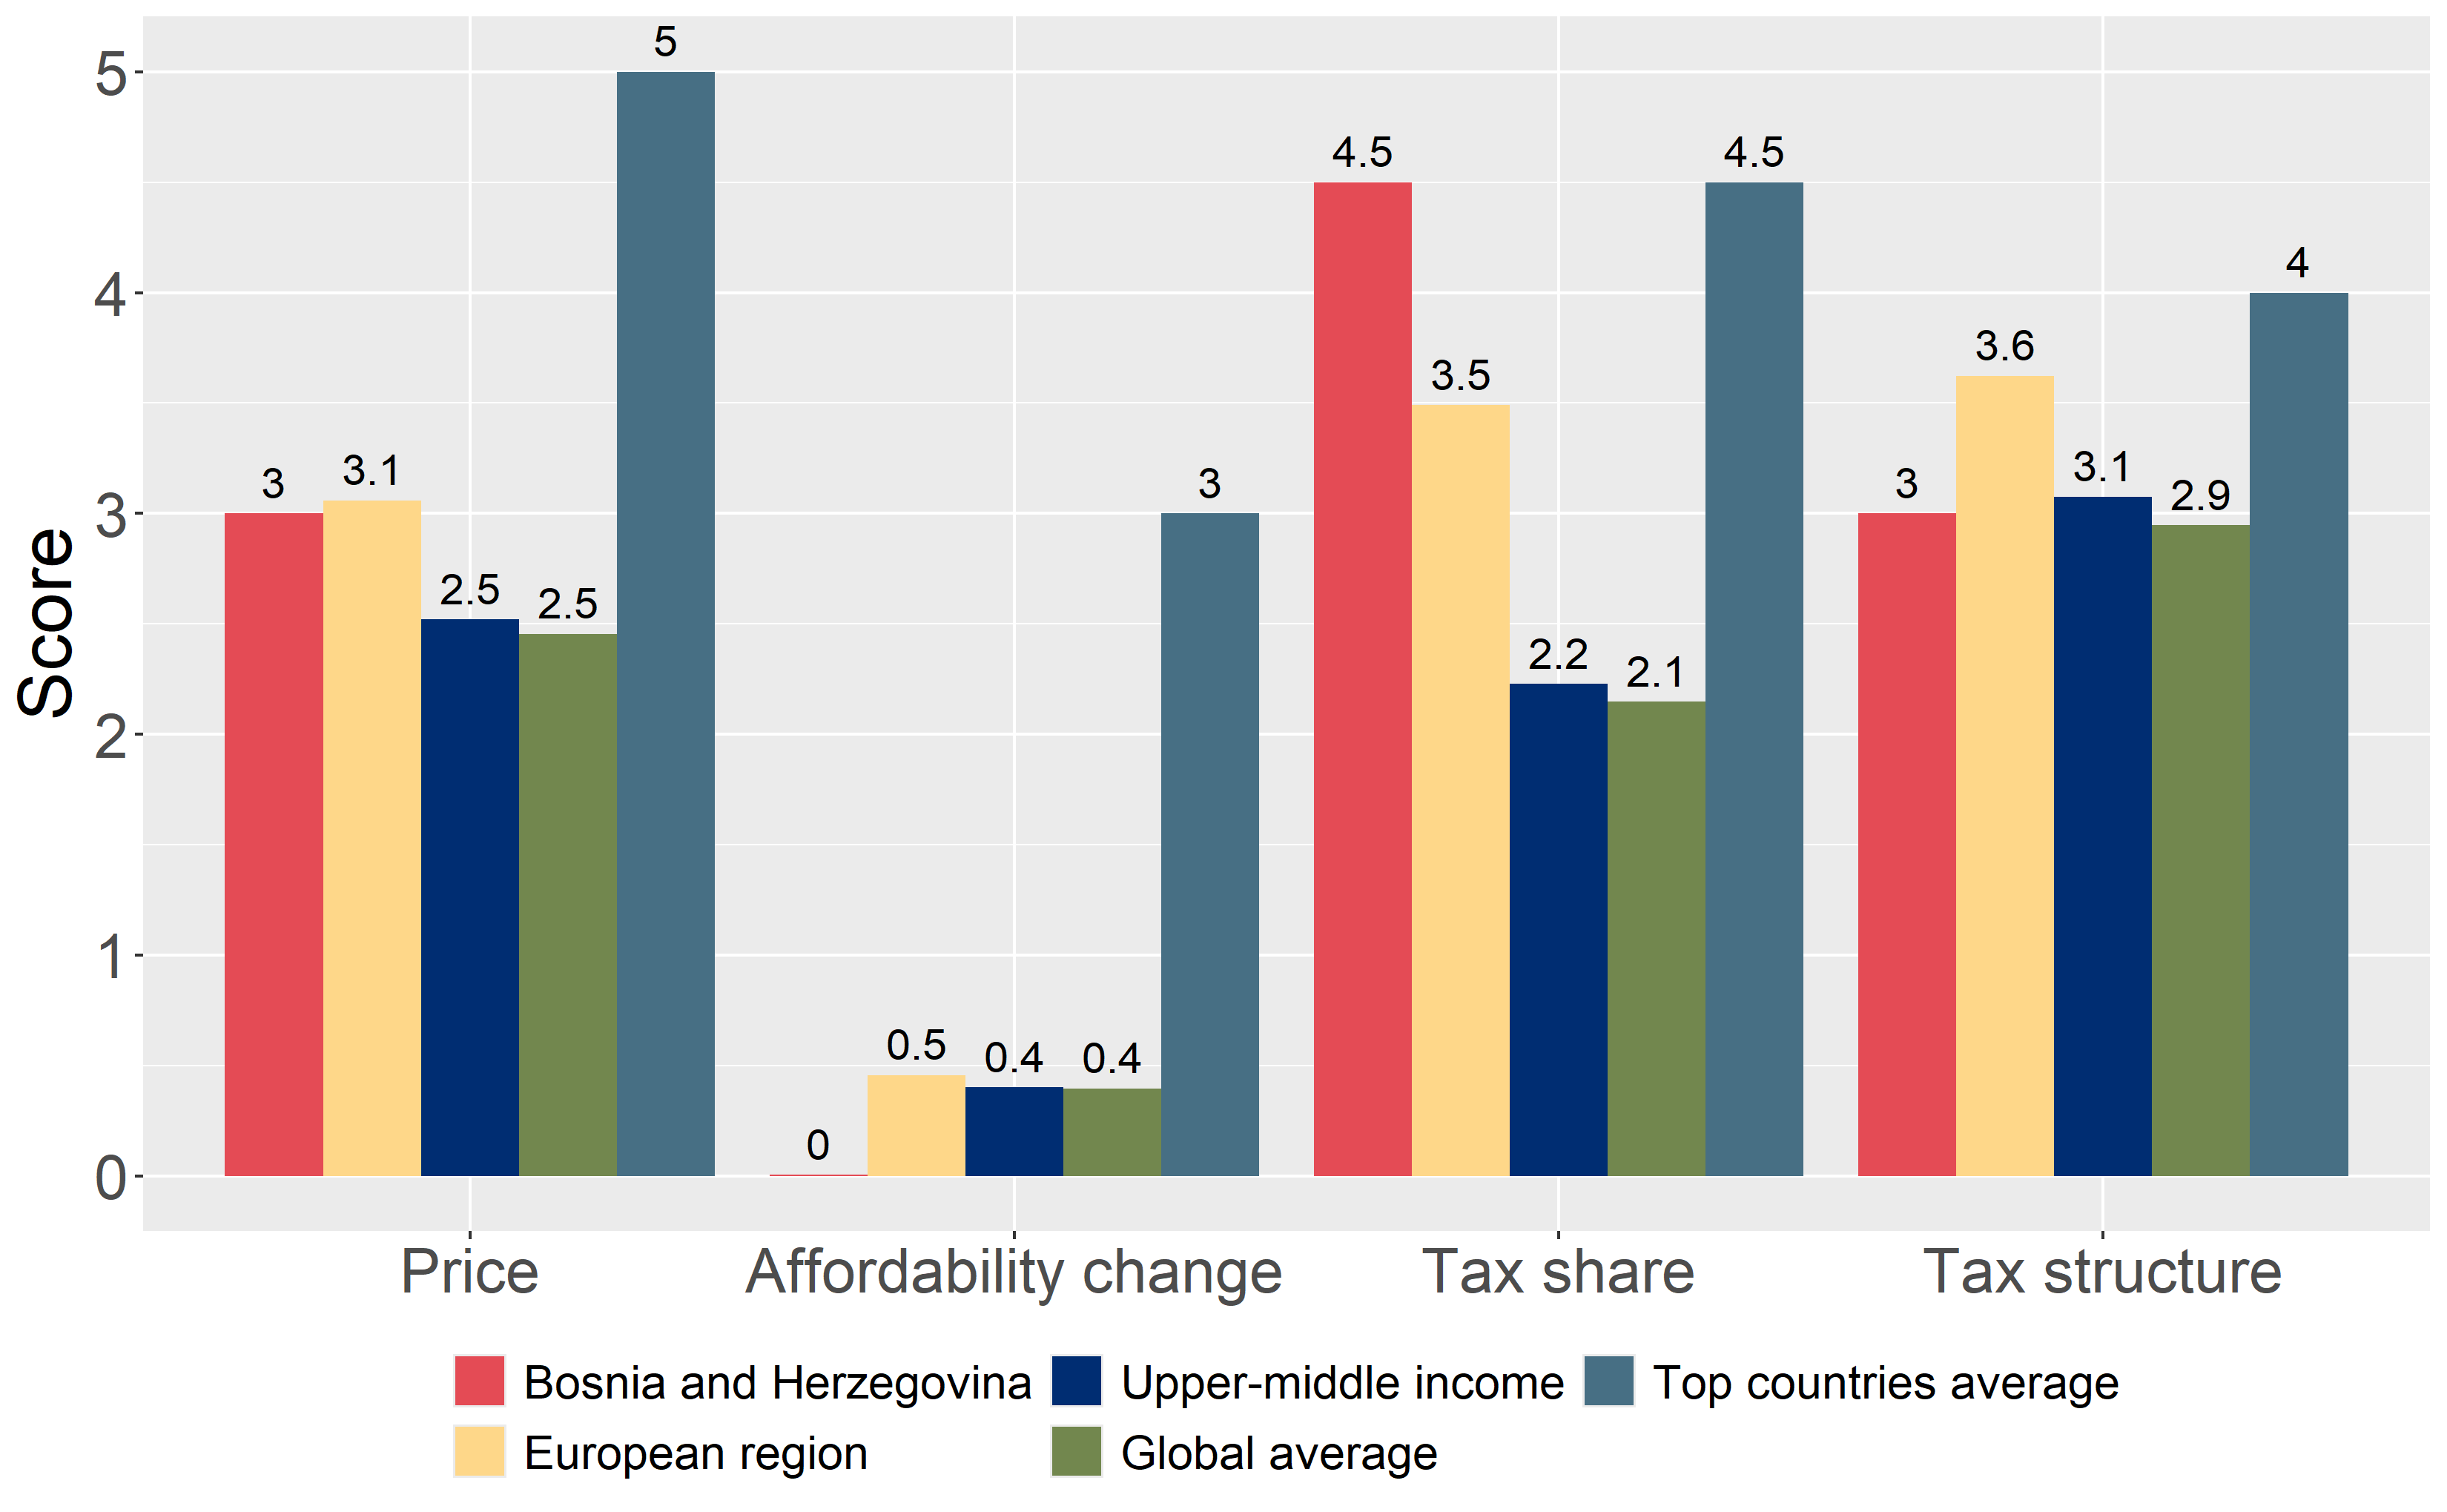 Score
5
4
3
2
1
0
3
3.1
2.5
2.5
5
0
0.5
0.4
0.4
3
4.5
3.5
2.2
2.1
4.5
3
3.6
3.1
2.9
4
Price
Affordability change
Tax share
Tax structure
Bosnia and Herzegovina
Upper-middle income
Top countries average
European region
Global average